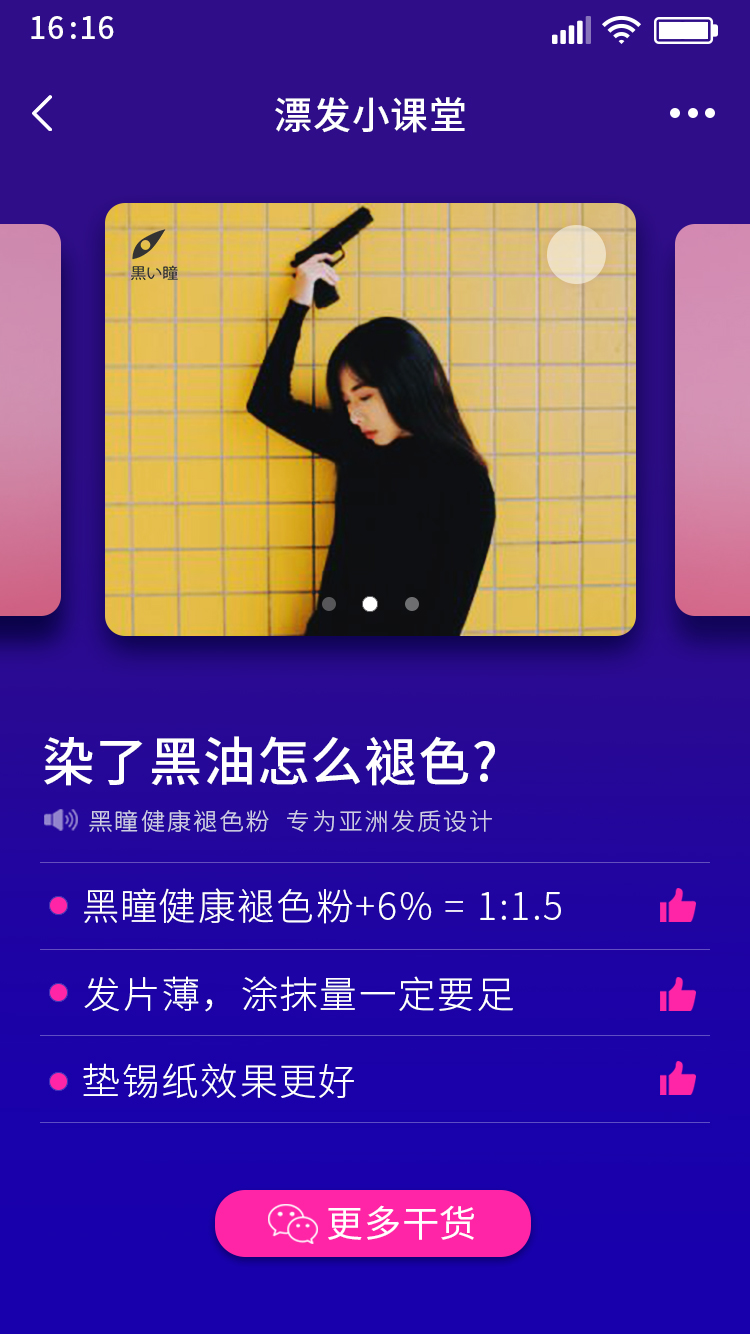 16:16
漂发小课堂
黒い瞳
染了黑油怎么褪色?
黑瞳健康褪色粉 专为亚洲发质设计
黑瞳健康褪色粉+6% = 1:1.5
发片薄，涂抹量一定要足
垫锡纸效果更好
更多干货